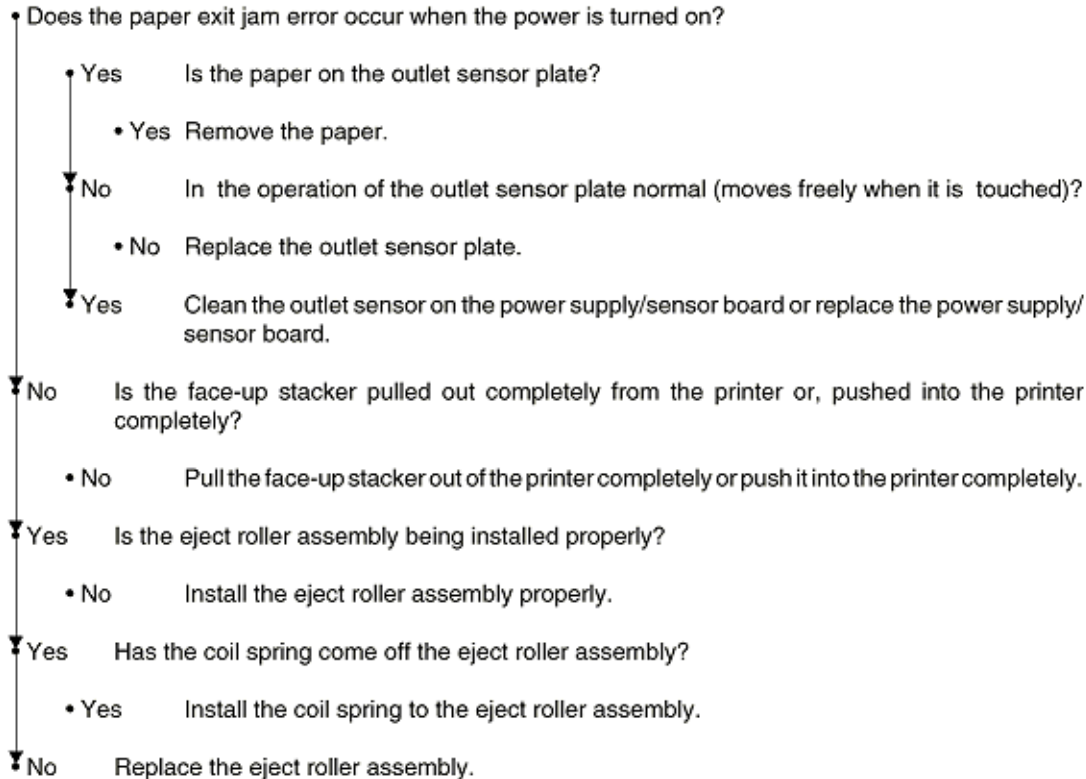 • Does the paper exit jam error occur when the power is turned on?
• Yes Is the paper on the outlet sensor plate?
• Yes Remove the paper.
• No In the operation of the outlet sensor plate normal (moves freely when it is touched)?
• No Replace the outlet sensor plate.
• Yes Clean the outlet sensor on the power supply/sensor board or replace the power supply/
sensor board.
• No Is the face-up stacker pulled out completely from the printer or, pushed into the printer
completely?
• No Pull the face-up stacker out of the printer completely or push it into the printer completely.
• Yes Is the eject roller assembly being installed properly?
• No Install the eject roller assembly properly.
• Yes Has the coil spring come off the eject roller assembly?
• Yes Install the coil spring to the eject roller assembly.
• No Replace the eject roller assembly.